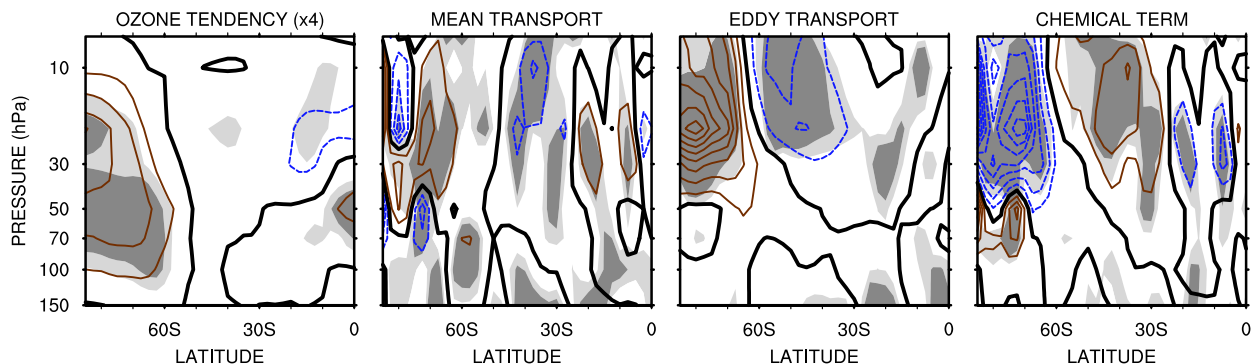 OZONE TENDENCY (x4)
MEAN TRANSPORT
EDDY TRANSPORT
CHEMICAL TERM
PRESSURE (hPa)
10
30
50
70
100
150
60S 30S 0
60S 30S 0
60S 30S 0
60S 30S 0
LATITUDE
LATITUDE
LATITUDE
LATITUDE